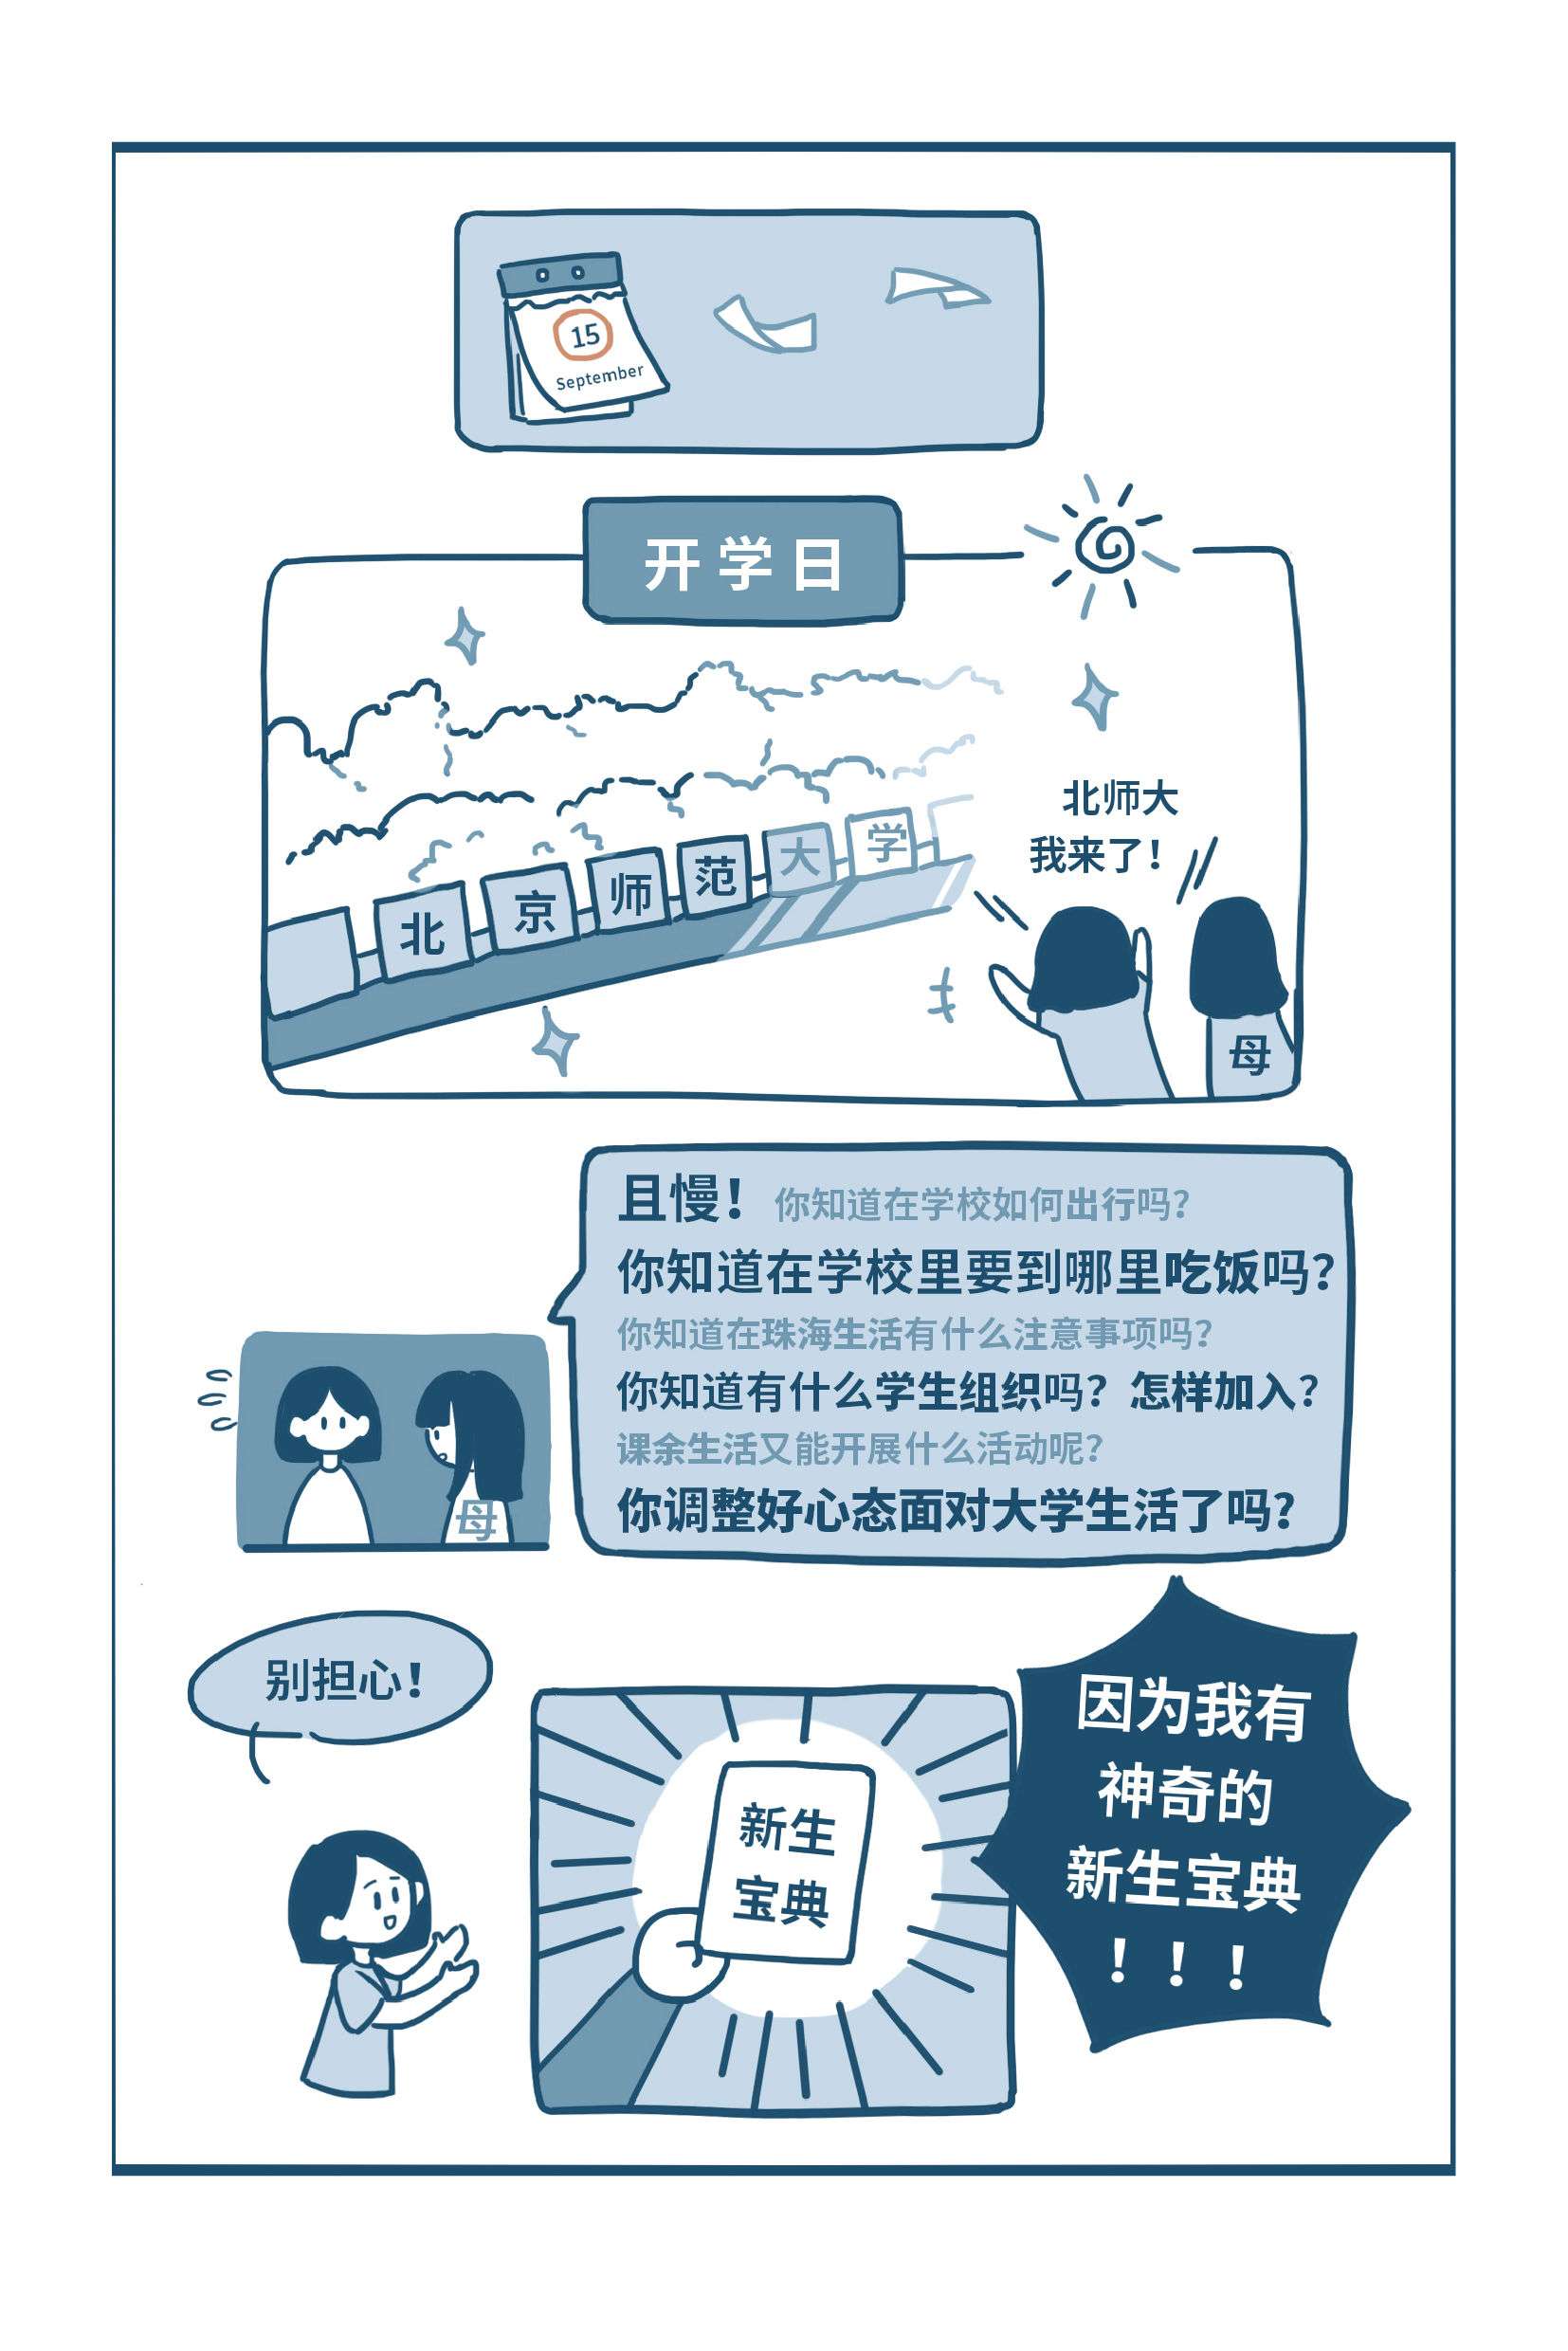 15
September
开学日
北京师范大学
北师大
我来了！
母
且慢！你知道在学校如何出行吗？
你知道在学校里要到哪里吃饭吗？
你知道在珠海生活有什么注意事项吗？
你知道有什么学生组织吗？怎样加入？
课余生活又能开展什么活动呢？
你调整好心态面对大学生活了吗？
母
别担心！
新生
宝典
因为我有
神奇的
新生宝典
！！！